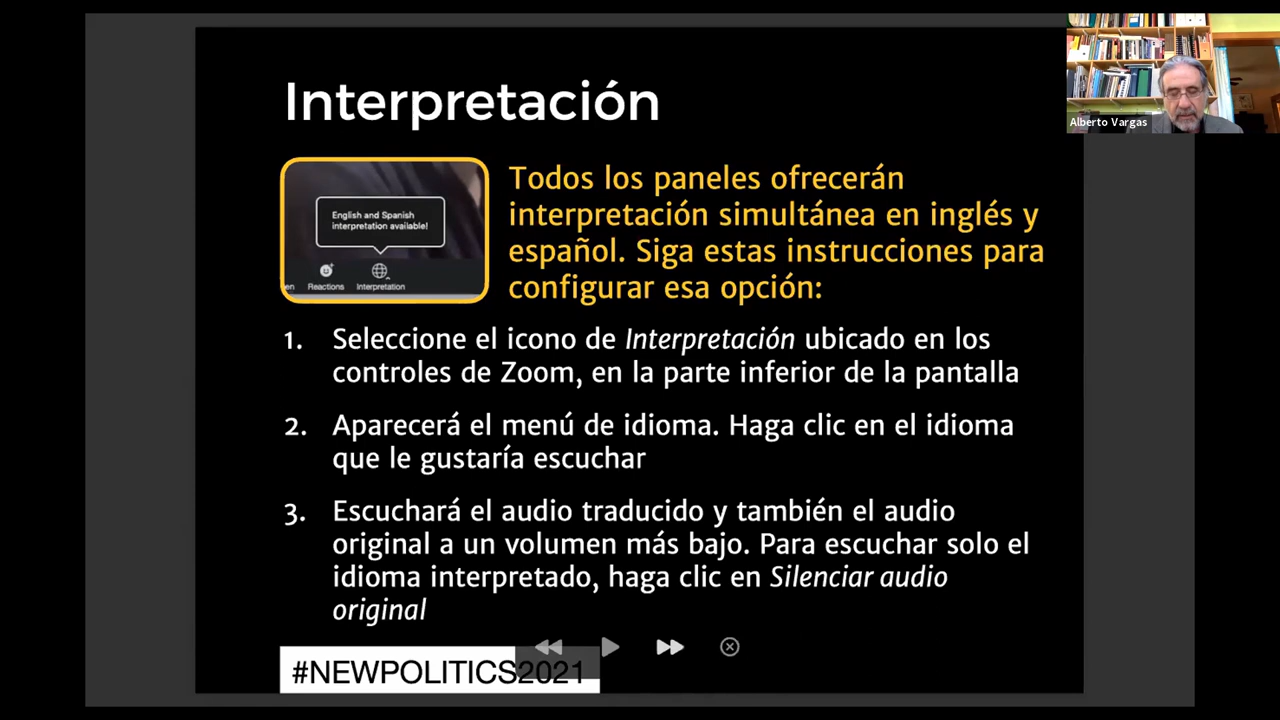 Interpretación
Alberto Vargas
English and Spanish
interpretation available!
en
Reactions
Interpretation
Todos los paneles ofrecerán
interpretación simultánea en inglés y
español. Siga estas instrucciones para
configurar esa opción:
1. Seleccione el icono de Interpretación ubicado en los
controles de Zoom, en la parte inferior de la pantalla
2. Aparecerá el menú de idioma. Haga clic en el idioma
que le gustaría escuchar
3. Escuchará el audio traducido y también el audio
original a un volumen más bajo. Para escuchar solo el
idioma interpretado, haga clic en Silenciar audio
original
#NEWPOLITICS2021